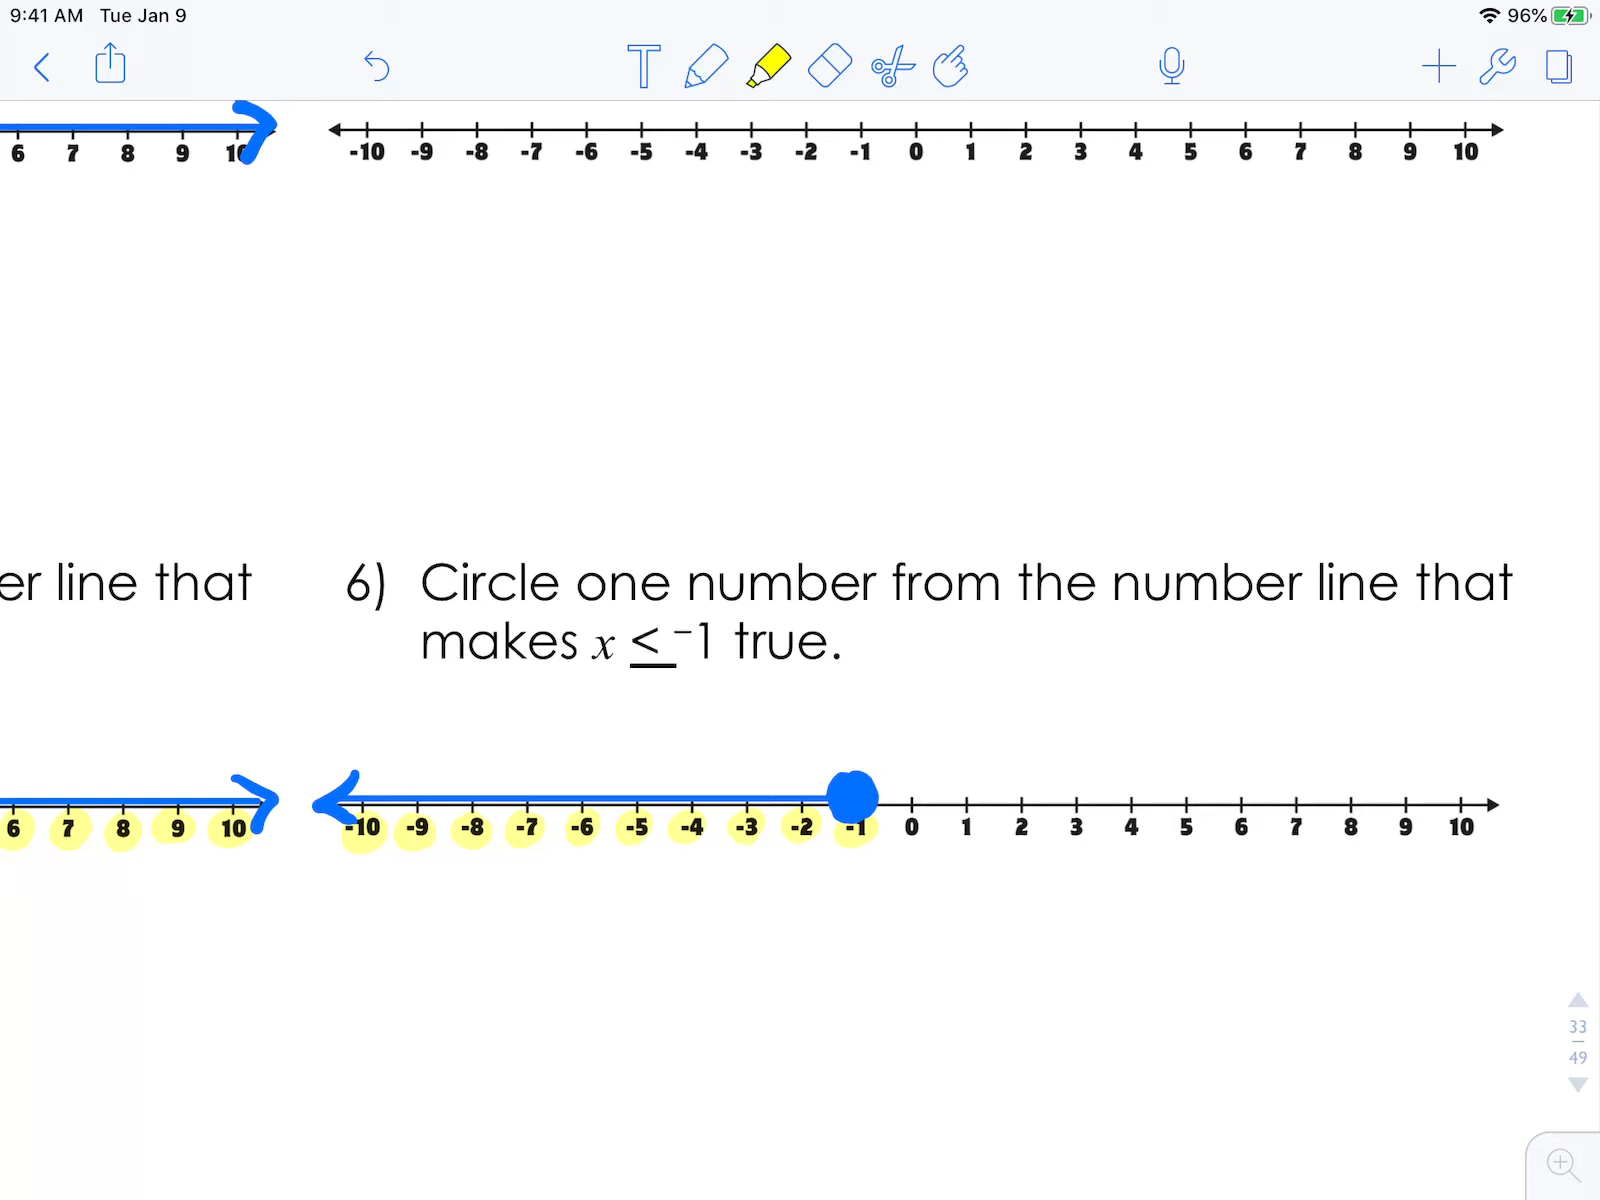 9:41 AM Tue Jan 9
96%
6 7 8 9 10
-10 -9 -8 -7 -6 -5 -4 -3 -2 -1 0 1 2 3 4 5 6 7 8 9 10
er line that
6) Circle one number from the number line that
makes x ≤ ⁻1 true.
6 7 8 9 10
-10 -9 -8 -7 -6 -5 -4 -3 -2 -1 0 1 2 3 4 5 6 7 8 9 10
33
49